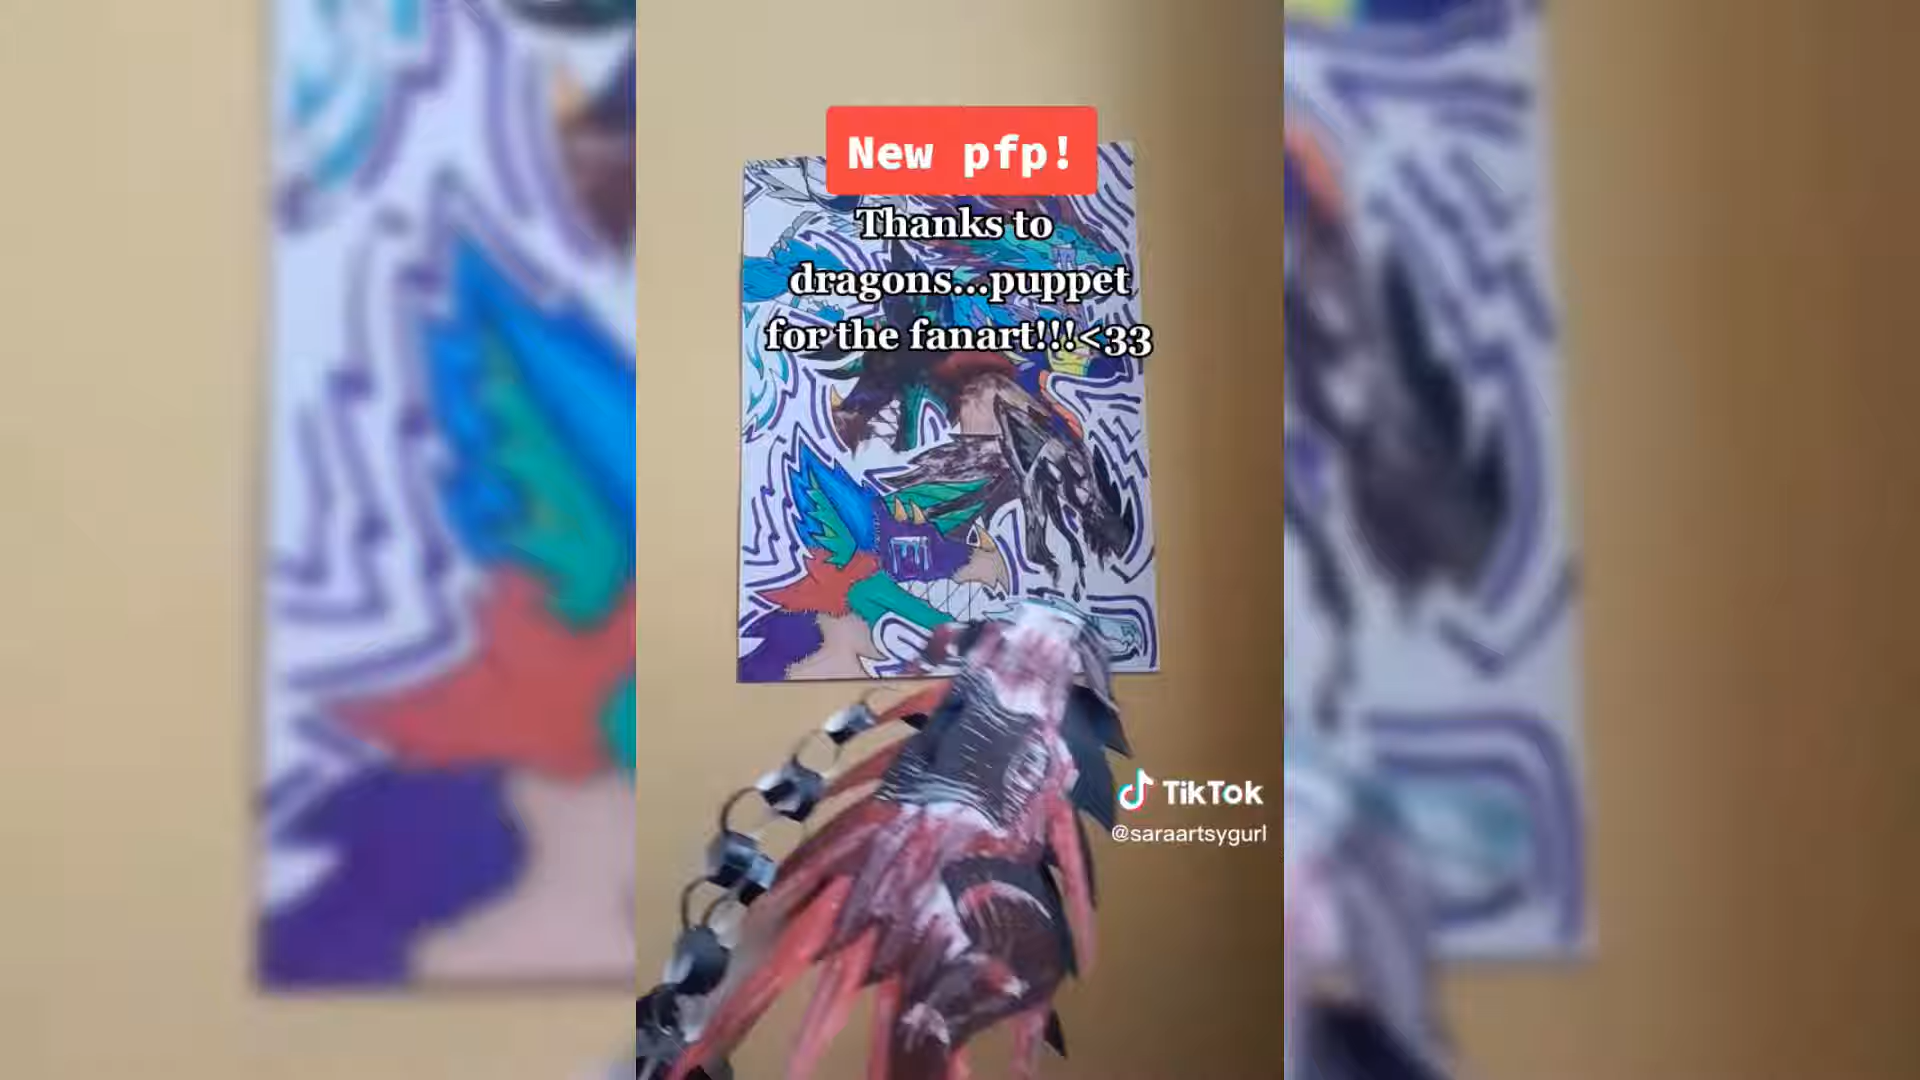 New pfp!
Thanks to
dragons...puppet
for the fanart!!!<33
TikTok
@saraartsygurl